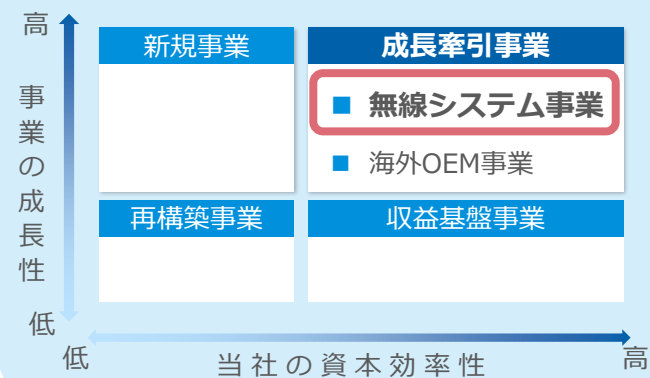 高
事業の成長性
低
新規事業
成長牽引事業
■ 無線システム事業
■ 海外OEM事業
再構築事業
収益基盤事業
低
当社の資本効率性
高